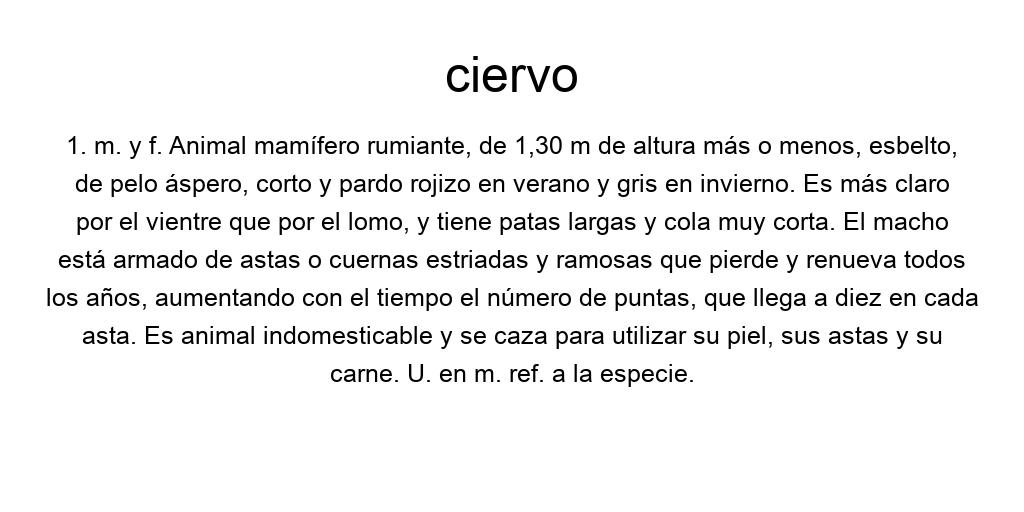 ciervo
1. m. y f. Animal mamífero rumiante, de 1,30 m de altura más o menos, esbelto,
de pelo áspero, corto y pardo rojizo en verano y gris en invierno. Es más claro
por el vientre que por el lomo, y tiene patas largas y cola muy corta. El macho
está armado de astas o cuernas estriadas y ramosas que pierde y renueva todos
los años, aumentando con el tiempo el número de puntas, que llega a diez en cada
asta. Es animal indomesticable y se caza para utilizar su piel, sus astas y su
carne. U. en m. ref. a la especie.